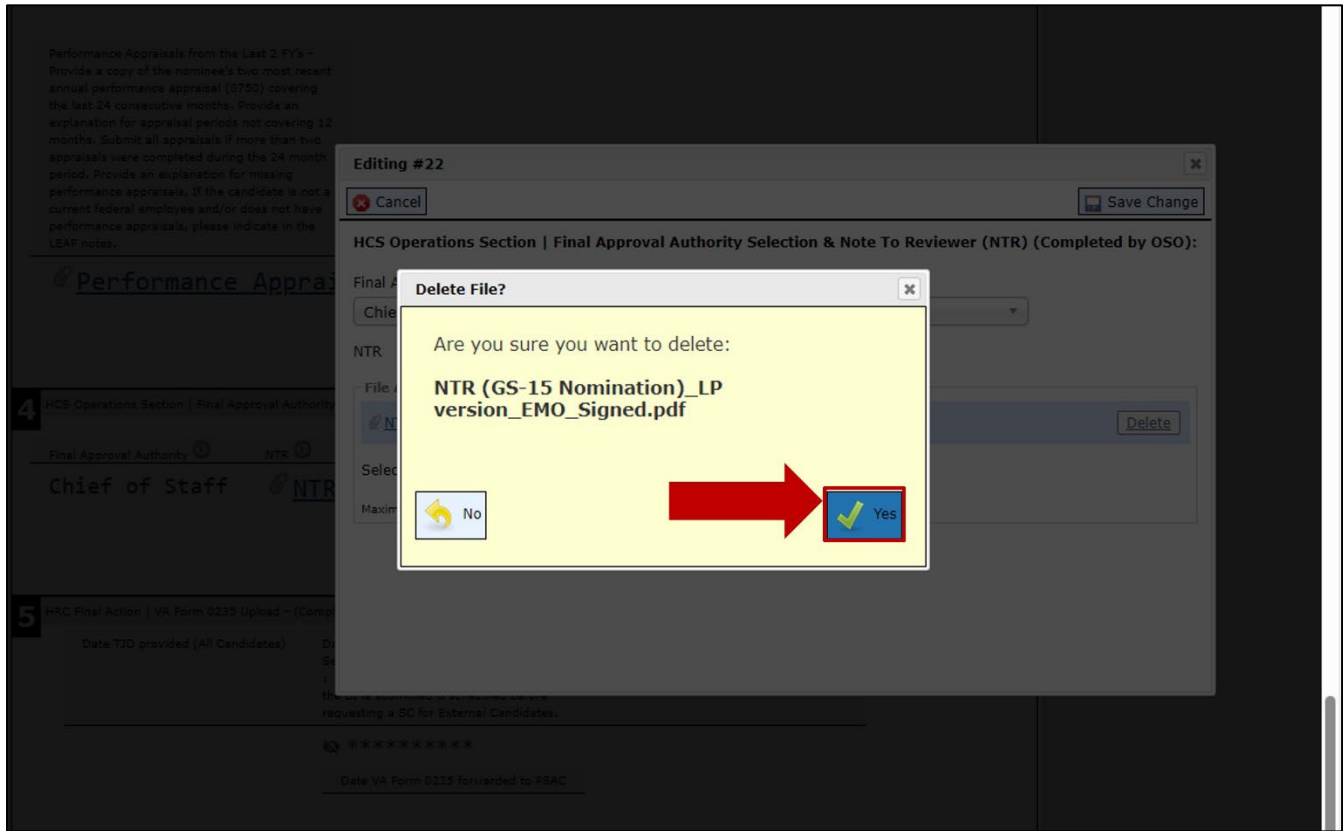 Performance Appraisals from the Last 2 FY's –
Provide a copy of the nominee's two most recent
annual performance appraisal (0750) covering
the last 24 consecutive months. Provide an
explanation for appraisal periods not covering 12
months. Submit all appraisals if more than two
appraisals were completed during the 24 month
period. Provide an explanation for missing
performance appraisals. If the candidate is not a
current federal employee and/or does not have
performance appraisals, please indicate in the
LEAF notes.
Performance Apprai
Editing #22
Cancel
Save Change
HCS Operations Section | Final Approval Authority Selection & Note To Reviewer (NTR) (Completed by OSO):
Final A
Chie
NTR
File
N
Delete
Selec
Maxim
Delete File?
Are you sure you want to delete:
NTR (GS-15 Nomination)_LP
version_EMO_Signed.pdf
No
Yes
4 HCS Operations Section | Final Approval Authority
Final Approval Authority NTR
Chief of Staff NTR
5 HRC Final Action | VA Form 0235 Upload – (Comp
Date TJO provided (All Candidates)
requesting a SC for External Candidates.
**********
Date VA Form 0235 forwarded to PSAC